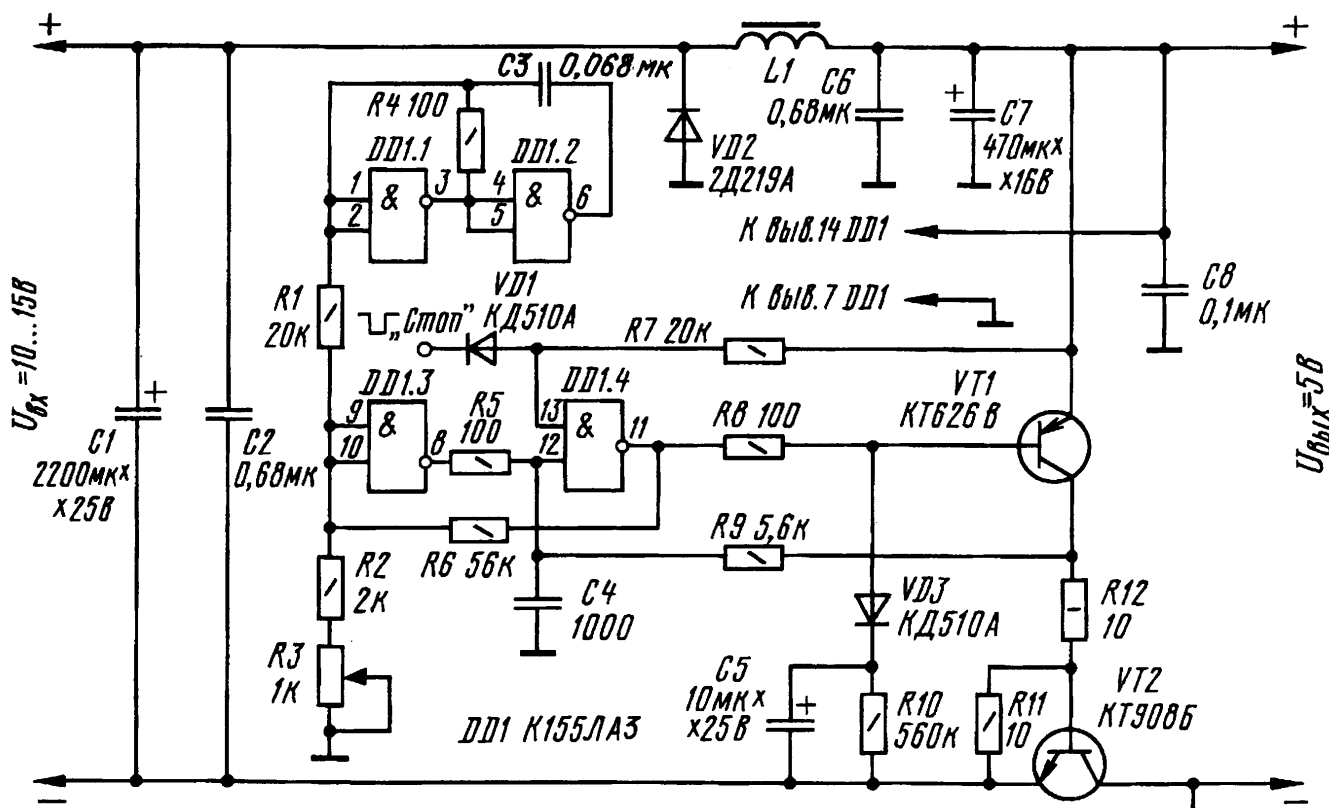 +
+
C3 0,068 мк
L1
R4 100
C6
0,68мк
+
C7
470мк×
×16В
DD1.1
DD1.2
VD2
2Д219А
1
2
&
3
4
5
&
6
К выв.14 DD1
К выв.7 DD1
C8
0,1мк
Uвх = 10...15В
R1
20к
VD1
КД510А
„Стоп”
R7 20к
DD1.3
DD1.4
R5
100
9
10
&
8
13
12
&
11
R8 100
VT1
КТ626В
Uвых = 5В
+
C1
2200мк×
×25В
C2
0,68мк
R6 56к
R9 5,6к
R2
2к
C4
1000
VD3
КД510А
R12
10
R3
1к
C5
10мк×
×25В
+
R10
560к
R11
10
VT2
КТ908Б
DD1 К155ЛА3
−
−